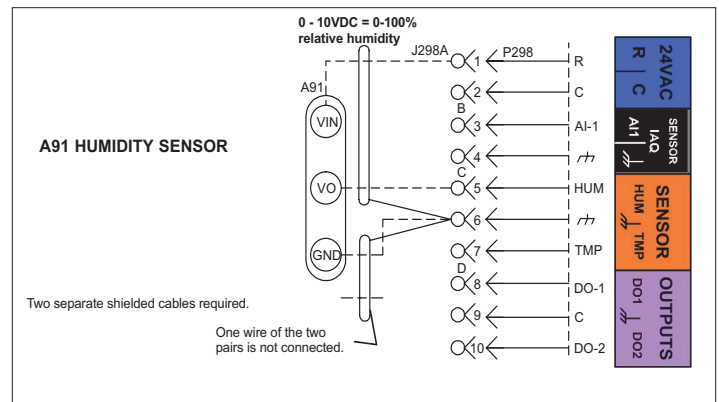 0 - 10VDC = 0-100%
relative humidity
J298A
P298
A91
A91 HUMIDITY SENSOR
VIN
VO
GND
1
R
2
C
B
3
AI-1
4
C
5
HUM
6
7
TMP
D
8
DO-1
9
C
10
DO-2
Two separate shielded cables required.
One wire of the two
pairs is not connected.
24VAC
R C
SENSOR
IAQ
AI1
SENSOR
HUM TMP
OUTPUTS
DO1 DO2